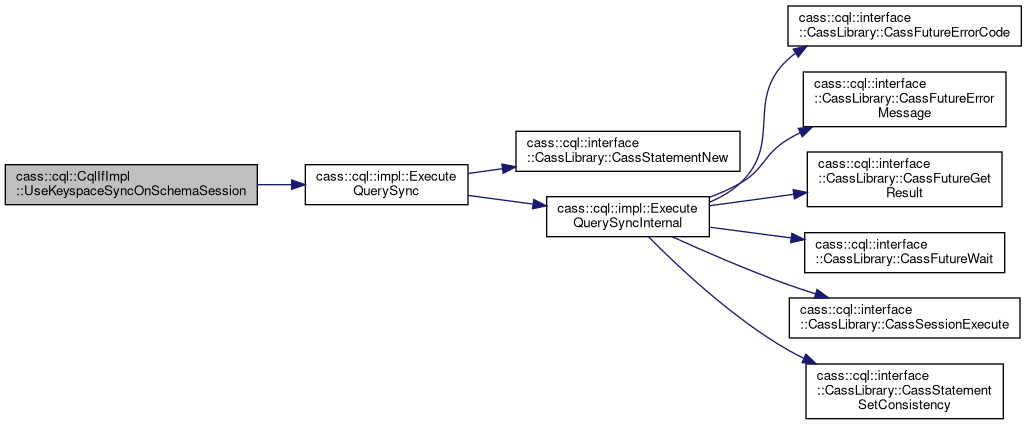 cass::cql::CqlIfImpl
::UseKeyspaceSyncOnSchemaSession
cass::cql::impl::Execute
QuerySync
cass::cql::interface
::CassLibrary::CassStatementNew
cass::cql::impl::Execute
QuerySyncInternal
cass::cql::interface
::CassLibrary::CassFutureErrorCode
cass::cql::interface
::CassLibrary::CassFutureError
Message
cass::cql::interface
::CassLibrary::CassFutureGet
Result
cass::cql::interface
::CassLibrary::CassFutureWait
cass::cql::interface
::CassLibrary::CassSessionExecute
cass::cql::interface
::CassLibrary::CassStatement
SetConsistency